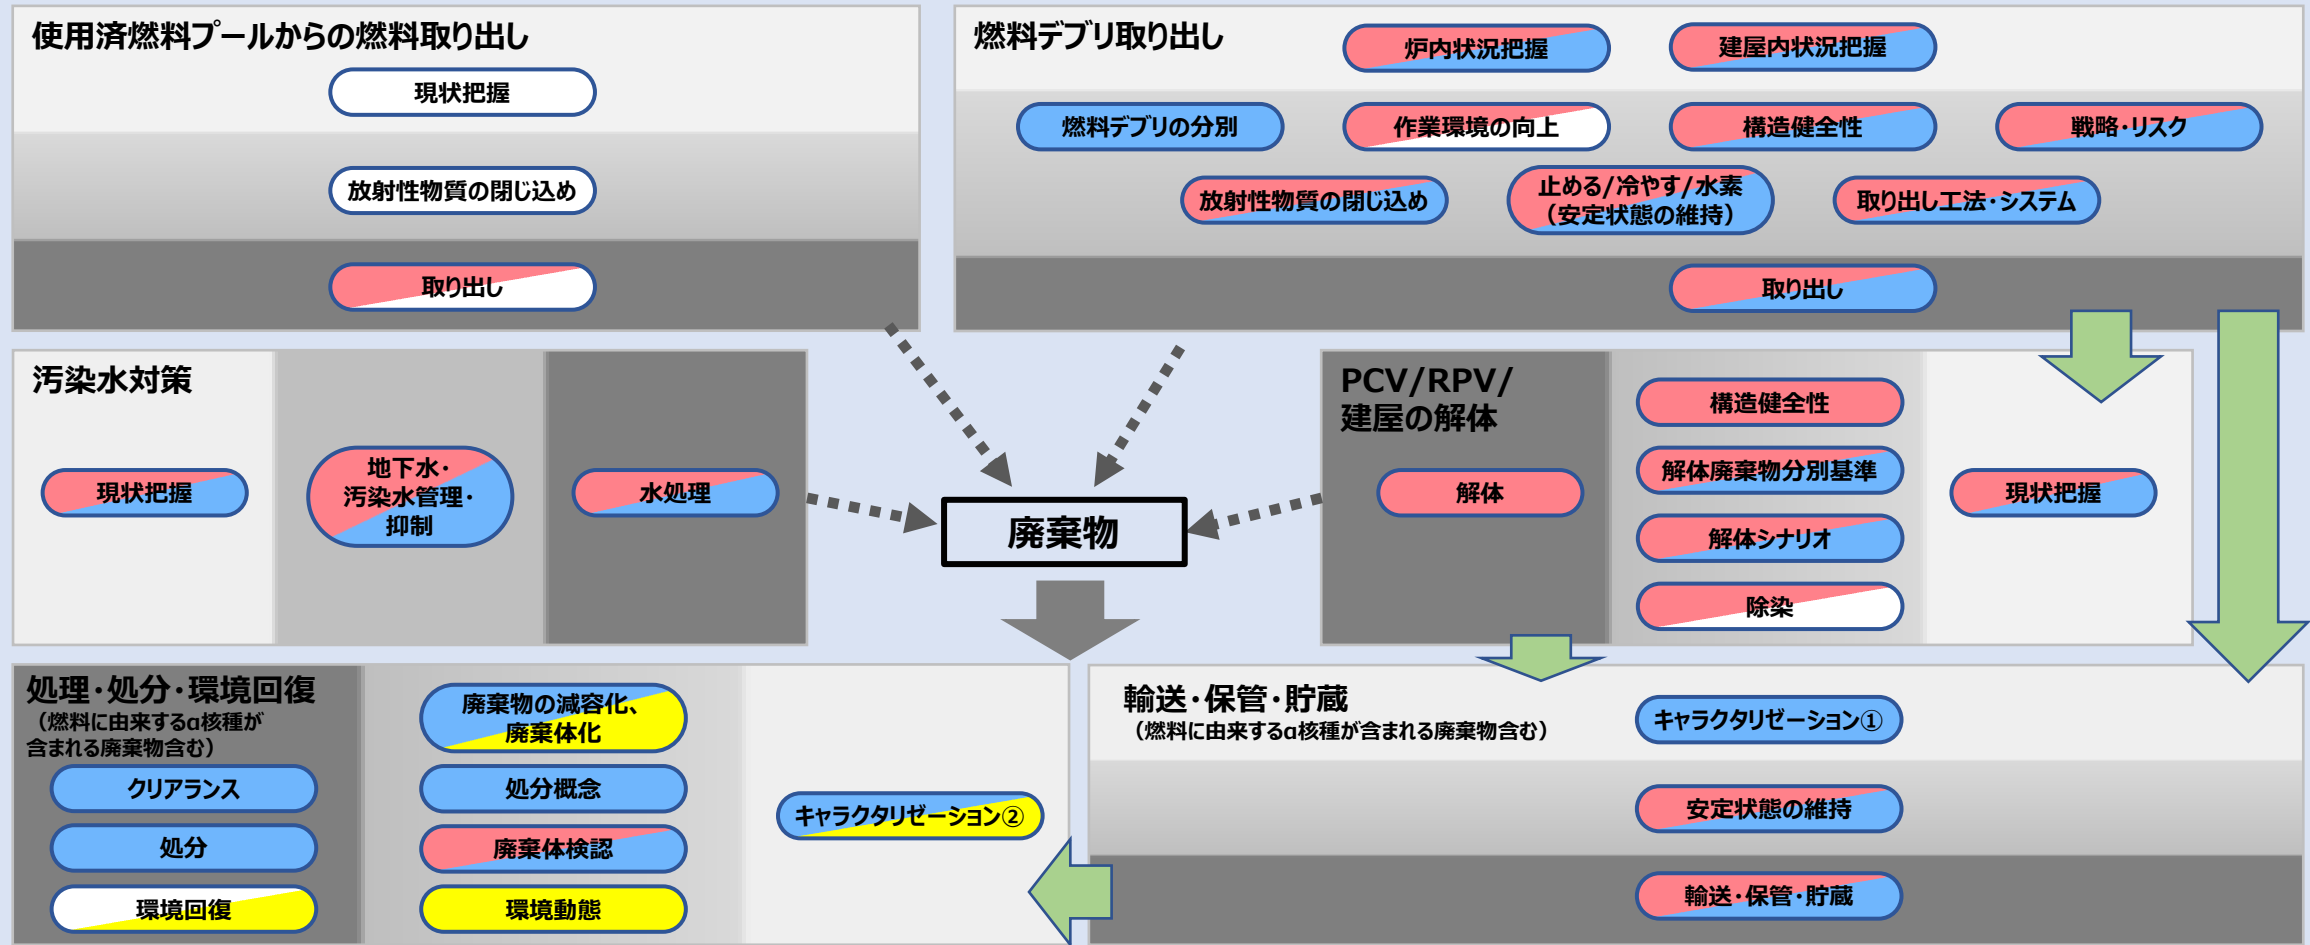 使用済燃料プールからの燃料取り出し
現状把握
放射性物質の閉じ込め
取り出し
燃料デブリ取り出し
炉内状況把握
建屋内状況把握
燃料デブリの分別
作業環境の向上
構造健全性
戦略・リスク
放射性物質の閉じ込め
止める/冷やす/水素
（安定状態の維持）
取り出し工法・システム
取り出し
汚染水対策
現状把握
地下水・
汚染水管理・
抑制
水処理
廃棄物
PCV/RPV/
建屋の解体
解体
構造健全性
解体廃棄物分別基準
解体シナリオ
除染
現状把握
処理・処分・環境回復
（燃料に由来するα核種が
含まれる廃棄物含む）
クリアランス
処分
環境回復
廃棄物の減容化、
廃棄体化
処分概念
廃棄体検認
環境動態
キャラクタリゼーション②
輸送・保管・貯蔵
（燃料に由来するα核種が含まれる廃棄物含む）
キャラクタリゼーション①
安定状態の維持
輸送・保管・貯蔵